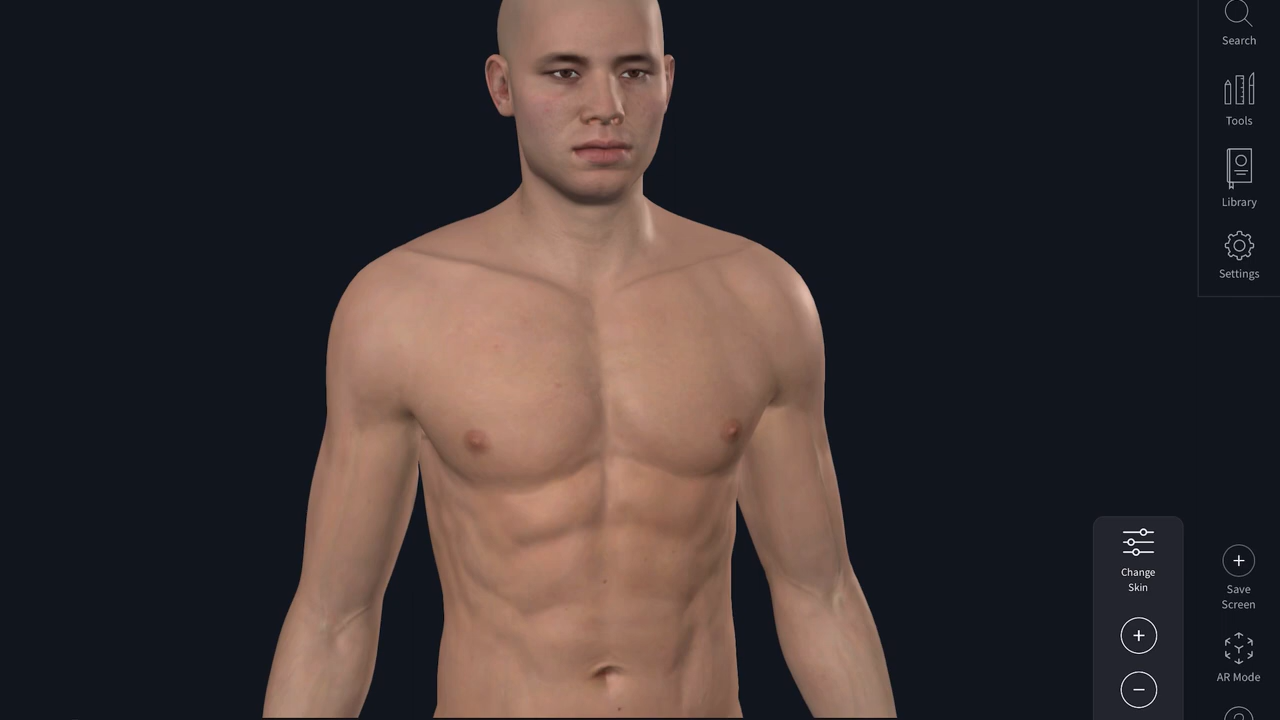 Search
Tools
Library
Settings
Change
Skin
Save
Screen
AR Mode